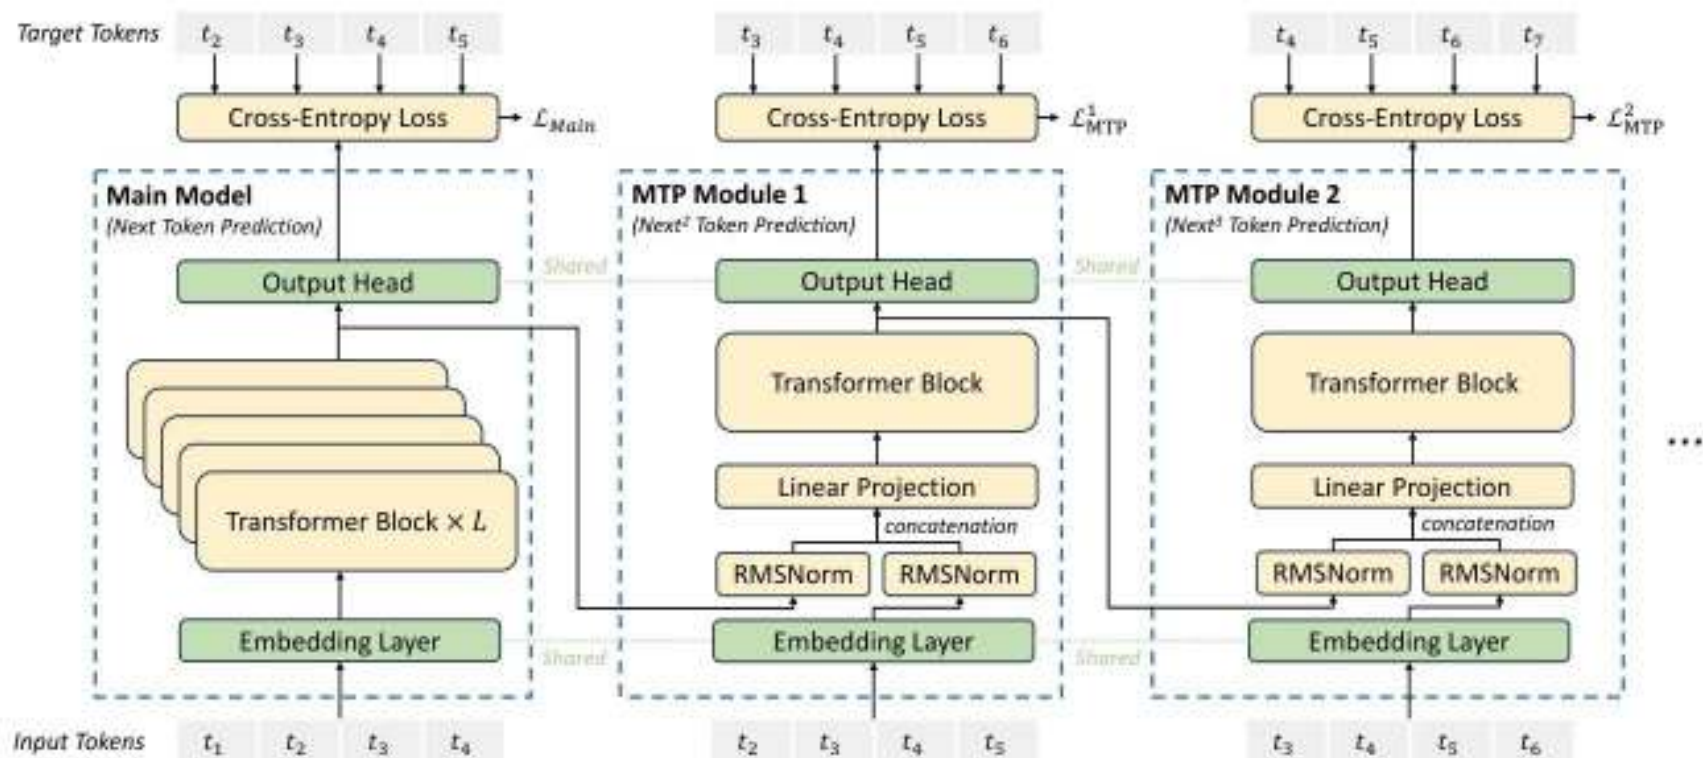 Target Tokens t₂ t₃ t₄ t₅ t₃ t₄ t₅ t₆ t₄ t₅ t₆ t₇
Cross-Entropy Loss ℒ_Main Cross-Entropy Loss ℒ¹_MTP Cross-Entropy Loss ℒ²_MTP
Main Model MTP Module 1 MTP Module 2
(Next Token Prediction) (Next² Token Prediction) (Next³ Token Prediction)
Shared Shared
Output Head Output Head Output Head
Transformer Block Transformer Block
...
Linear Projection Linear Projection
Transformer Block × L concatenation concatenation
RMSNorm RMSNorm RMSNorm RMSNorm
Embedding Layer Embedding Layer Embedding Layer
Shared Shared
Input Tokens t₁ t₂ t₃ t₄ t₂ t₃ t₄ t₅ t₃ t₄ t₅ t₆